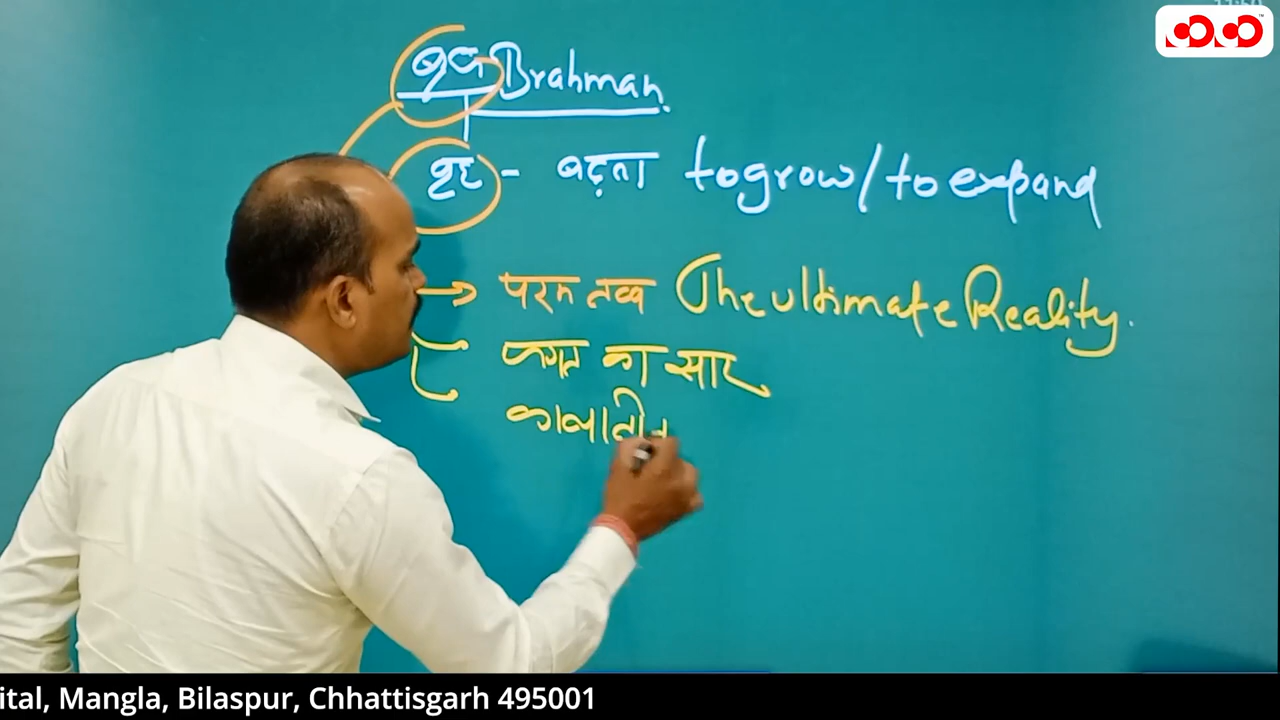 ब्रह्म Brahman
बृह - बढ़ना to grow / to expand
→ परम तत्व The ultimate Reality.
जगत का सार
कालातीत
ital, Mangla, Bilaspur, Chhattisgarh 495001